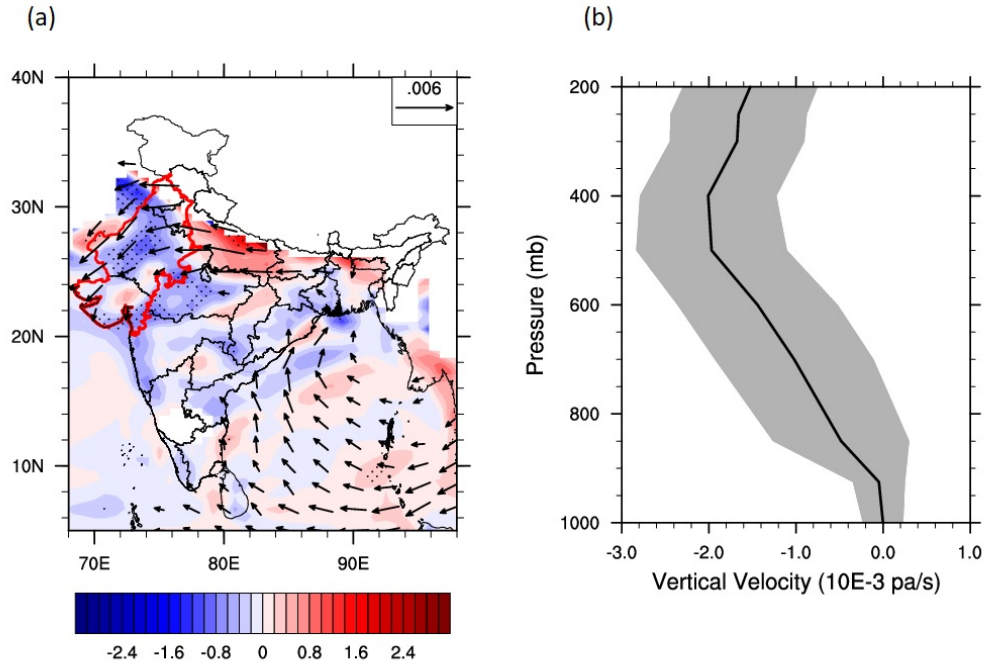 (a)
(b)
40N
30N
20N
10N
.006
70E 80E 90E
-2.4 -1.6 -0.8 0 0.8 1.6 2.4
Pressure (mb)
200
400
600
800
1000
-3.0 -2.0 -1.0 0.0 1.0
Vertical Velocity (10E-3 pa/s)